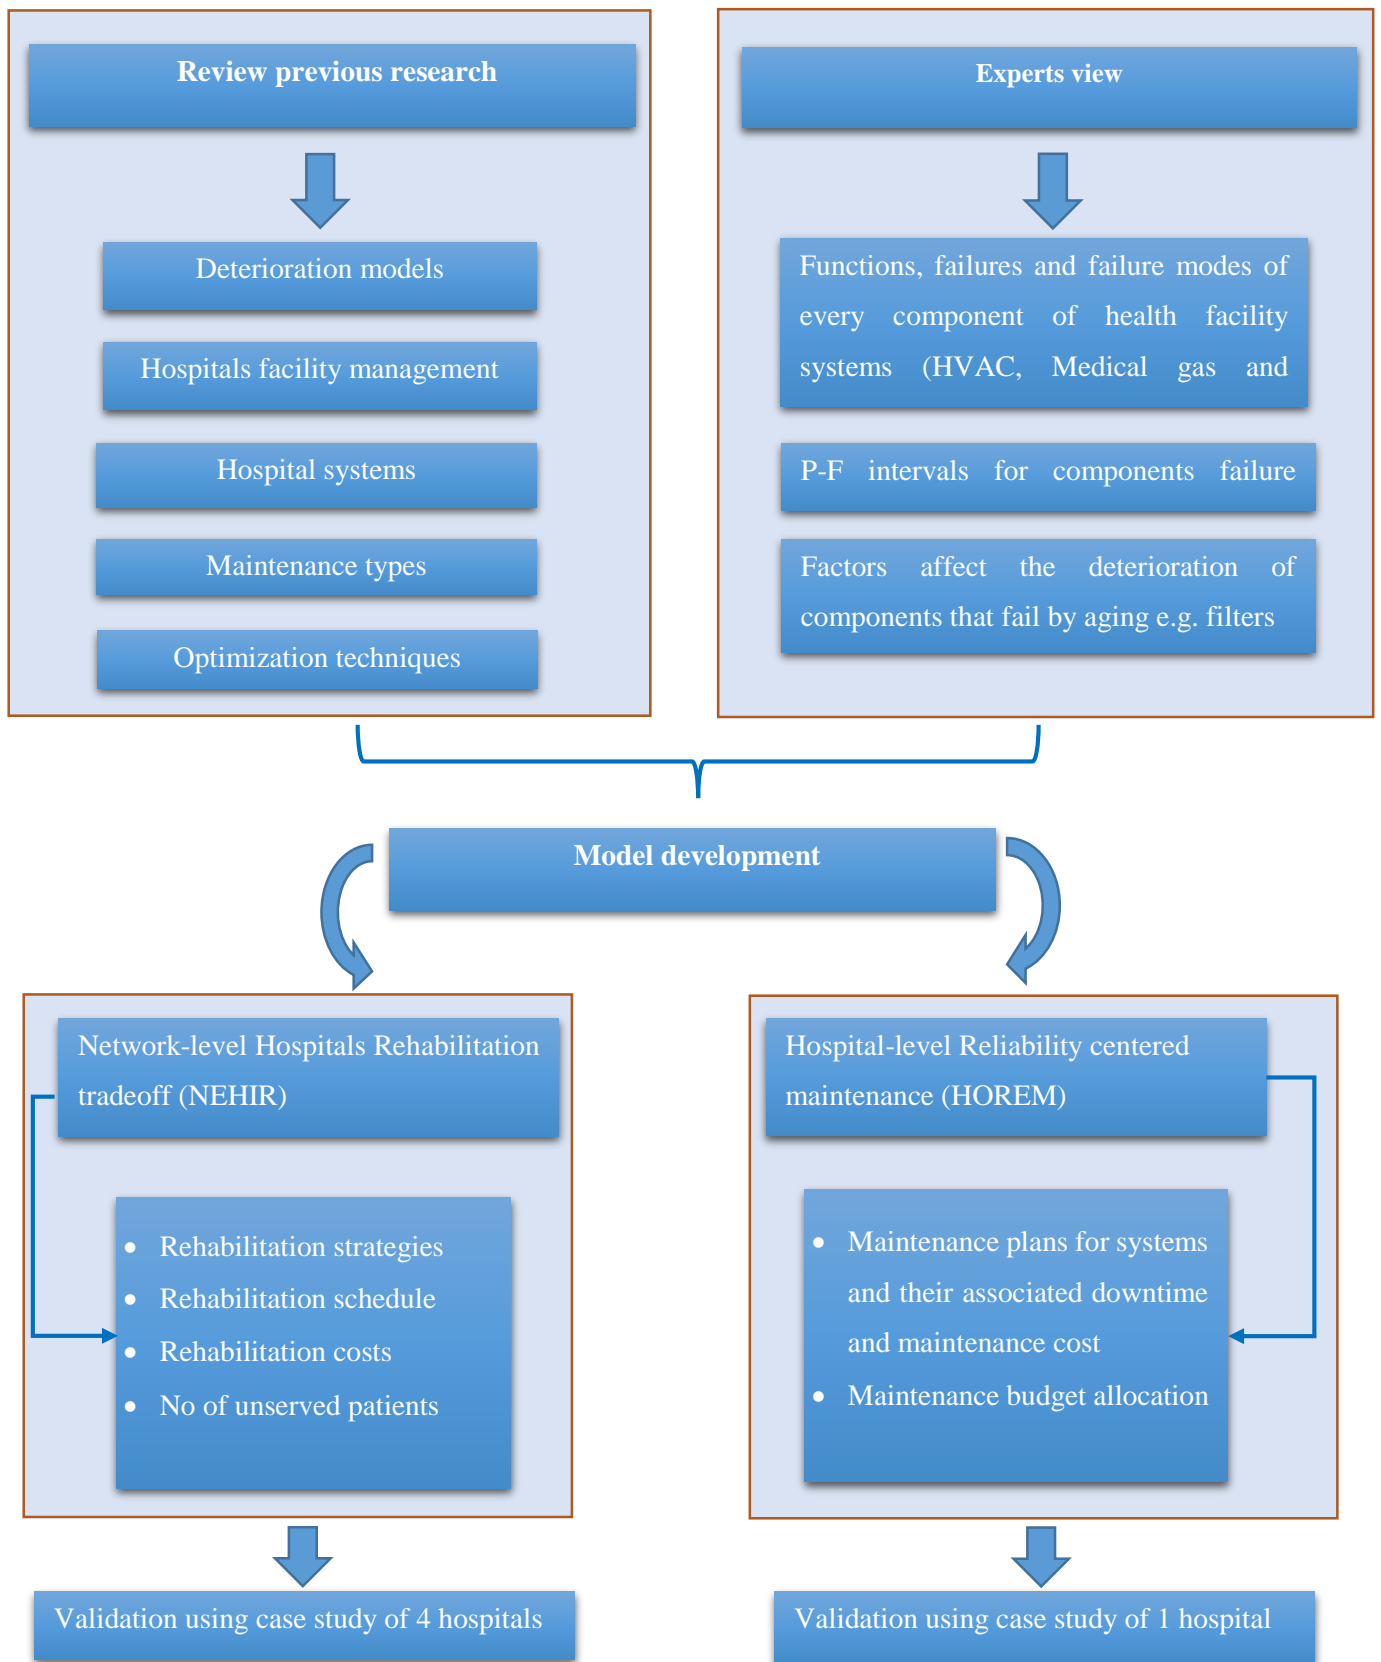 Review previous research
Deterioration models
Hospitals facility management
Hospital systems
Maintenance types
Optimization techniques
Experts view
Functions, failures and failure modes of
every component of health facility
systems (HVAC, Medical gas and
P-F intervals for components failure
Factors affect the deterioration of
components that fail by aging e.g. filters
Model development
Network-level Hospitals Rehabilitation
tradeoff (NEHIR)
• Rehabilitation strategies
• Rehabilitation schedule
• Rehabilitation costs
• No of unserved patients
Validation using case study of 4 hospitals
Hospital-level Reliability centered
maintenance (HOREM)
• Maintenance plans for systems
and their associated downtime
and maintenance cost
• Maintenance budget allocation
Validation using case study of 1 hospital